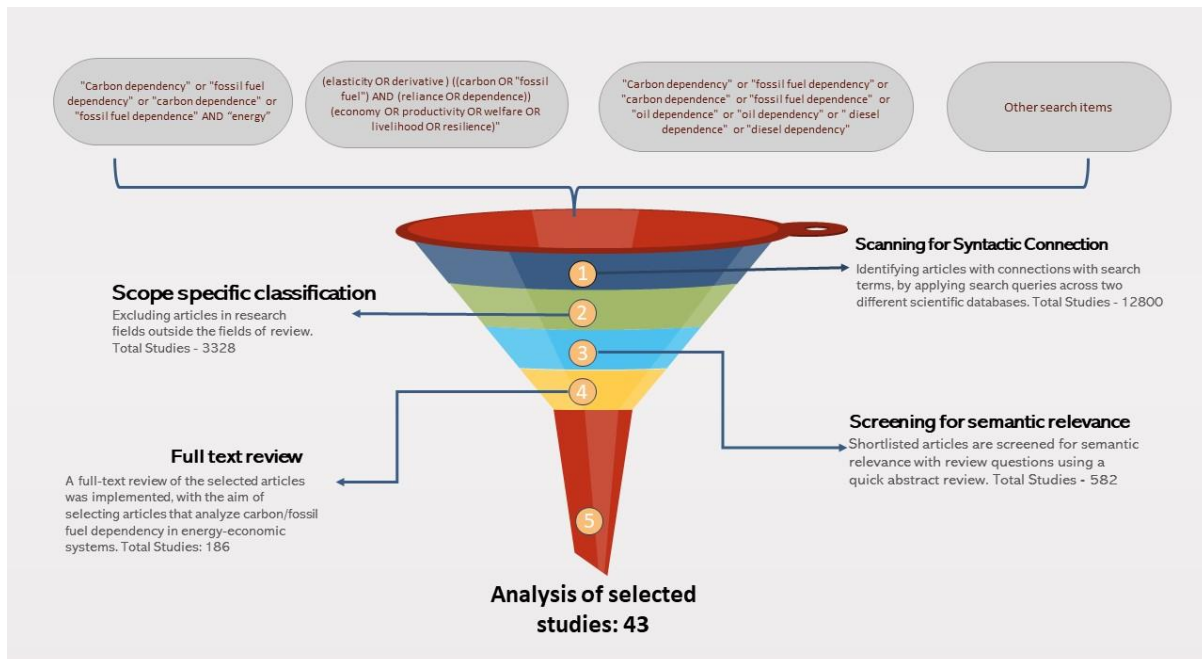 "Carbon dependency" or "fossil fuel
dependency" or "carbon dependence" or
"fossil fuel dependence" AND "energy"
(elasticity OR derivative ) ((carbon OR "fossil
fuel") AND (reliance OR dependence))
(economy OR productivity OR welfare OR
livelihood OR resilience)"
"Carbon dependency" or "fossil fuel dependency" or
"carbon dependence" or "fossil fuel dependence" or
"oil dependence" or "oil dependency" or " diesel
dependence" or "diesel dependency"
Other search items
1
Scanning for Syntactic Connection
Identifying articles with connections with search
terms, by applying search queries across two
different scientific databases. Total Studies - 12800
Scope specific classification
Excluding articles in research
fields outside the fields of review.
Total Studies - 3328
2
3
4
Screening for semantic relevance
Shortlisted articles are screened for semantic
relevance with review questions using a
quick abstract review. Total Studies - 582
Full text review
A full-text review of the selected articles
was implemented, with the aim of
selecting articles that analyze carbon/fossil
fuel dependency in energy-economic
systems. Total Studies: 186
5
Analysis of selected
studies: 43